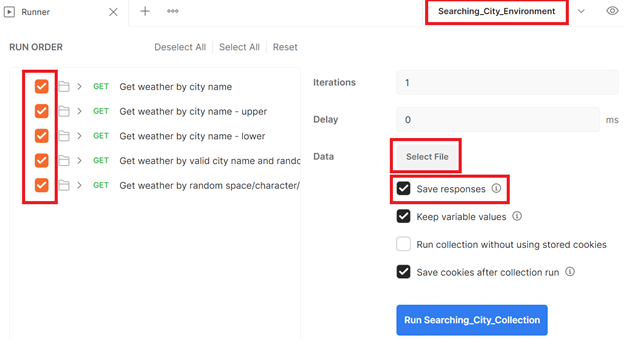 Runner
Searching_City_Environment
RUN ORDER
Deselect All
Select All
Reset
GET Get weather by city name
GET Get weather by city name - upper
GET Get weather by city name - lower
GET Get weather by valid city name and rando
GET Get weather by random space/character/
Iterations
1
Delay
0
ms
Data
Select File
Save responses
Keep variable values
Run collection without using stored cookies
Save cookies after collection run
Run Searching_City_Collection